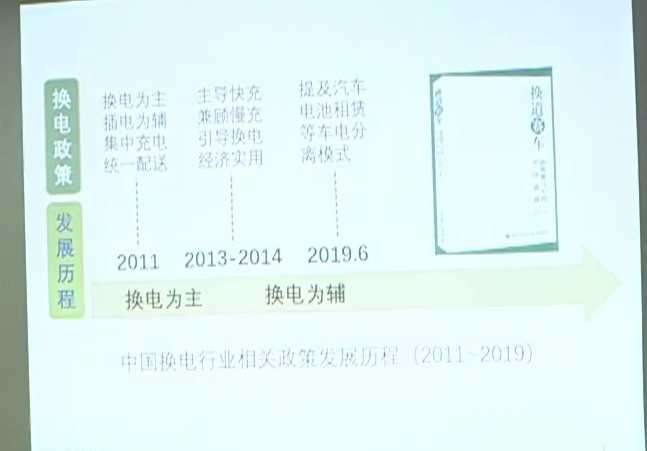 换电政策
换电为主
插电为辅
集中充电
统一配送
主导快充
兼顾慢充
引导换电
经济实用
提及汽车
电池租赁
等车电分
离模式
发展历程
2011
2013-2014
2019.6
换电为主
换电为辅
中国换电行业相关政策发展历程（2011~2019）
换道赛车